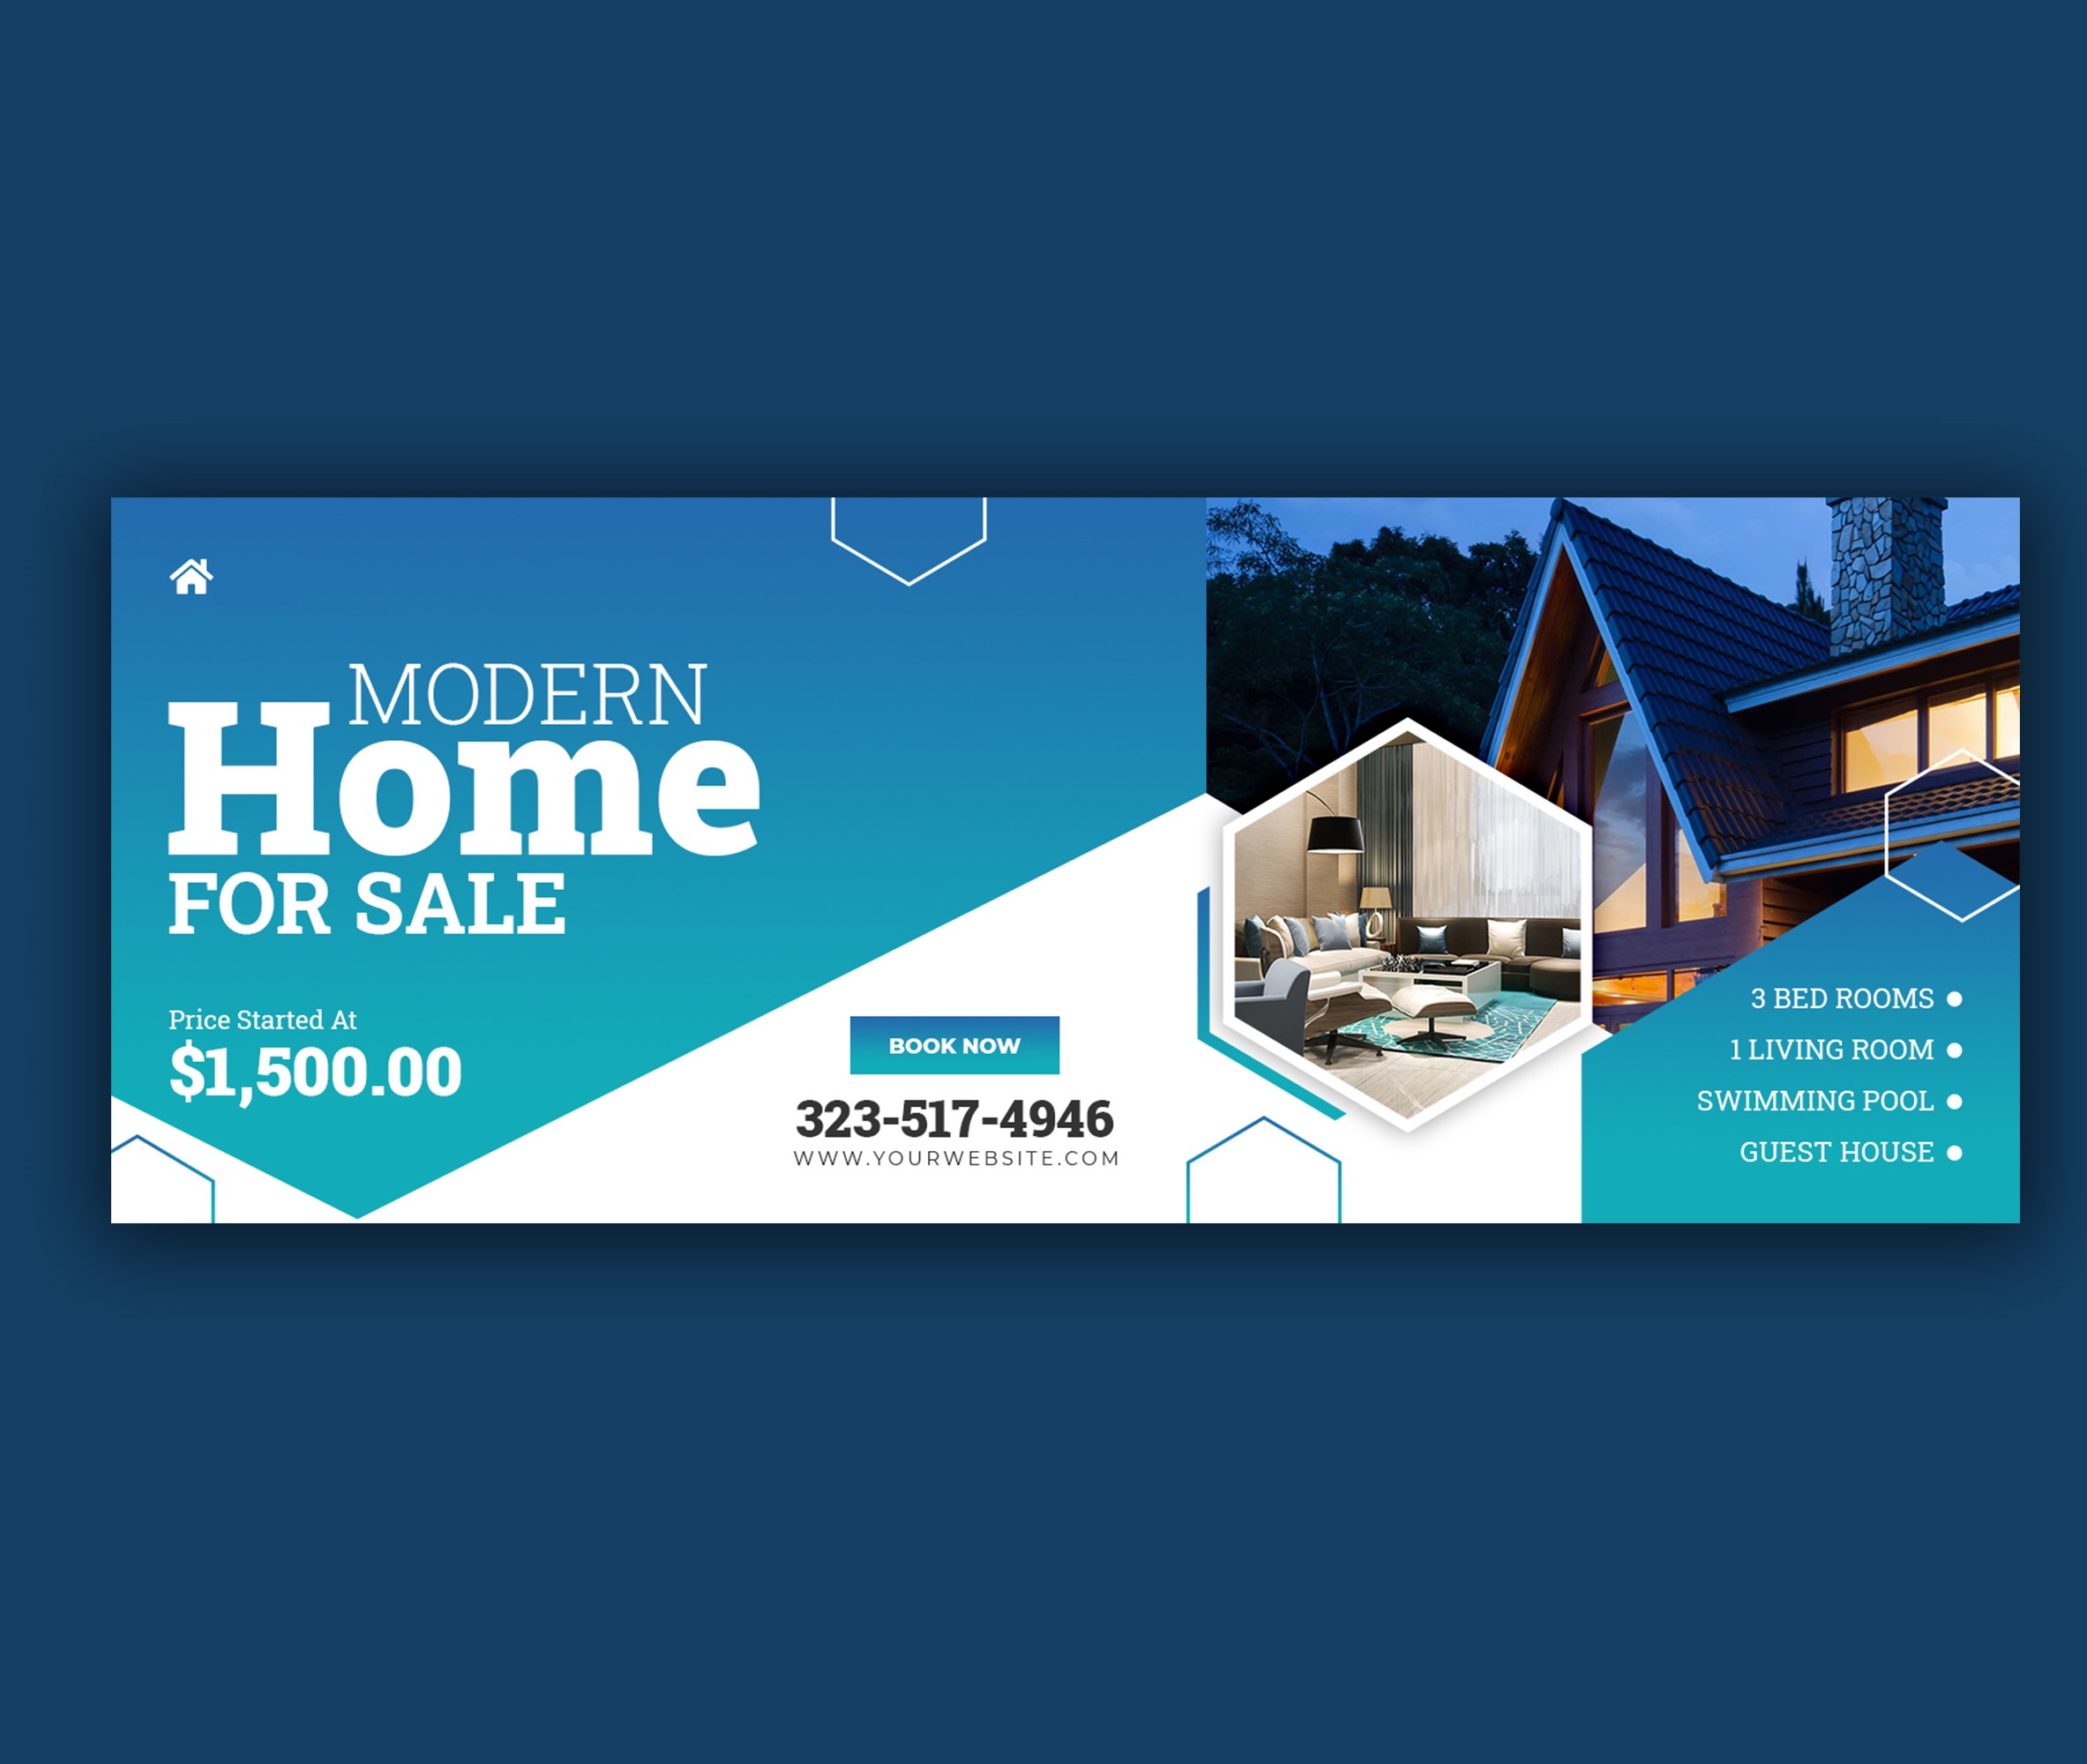 MODERN
Home
FOR SALE
Price Started At
$1,500.00
BOOK NOW
323-517-4946
WWW.YOURWEBSITE.COM
3 BED ROOMS
1 LIVING ROOM
SWIMMING POOL
GUEST HOUSE